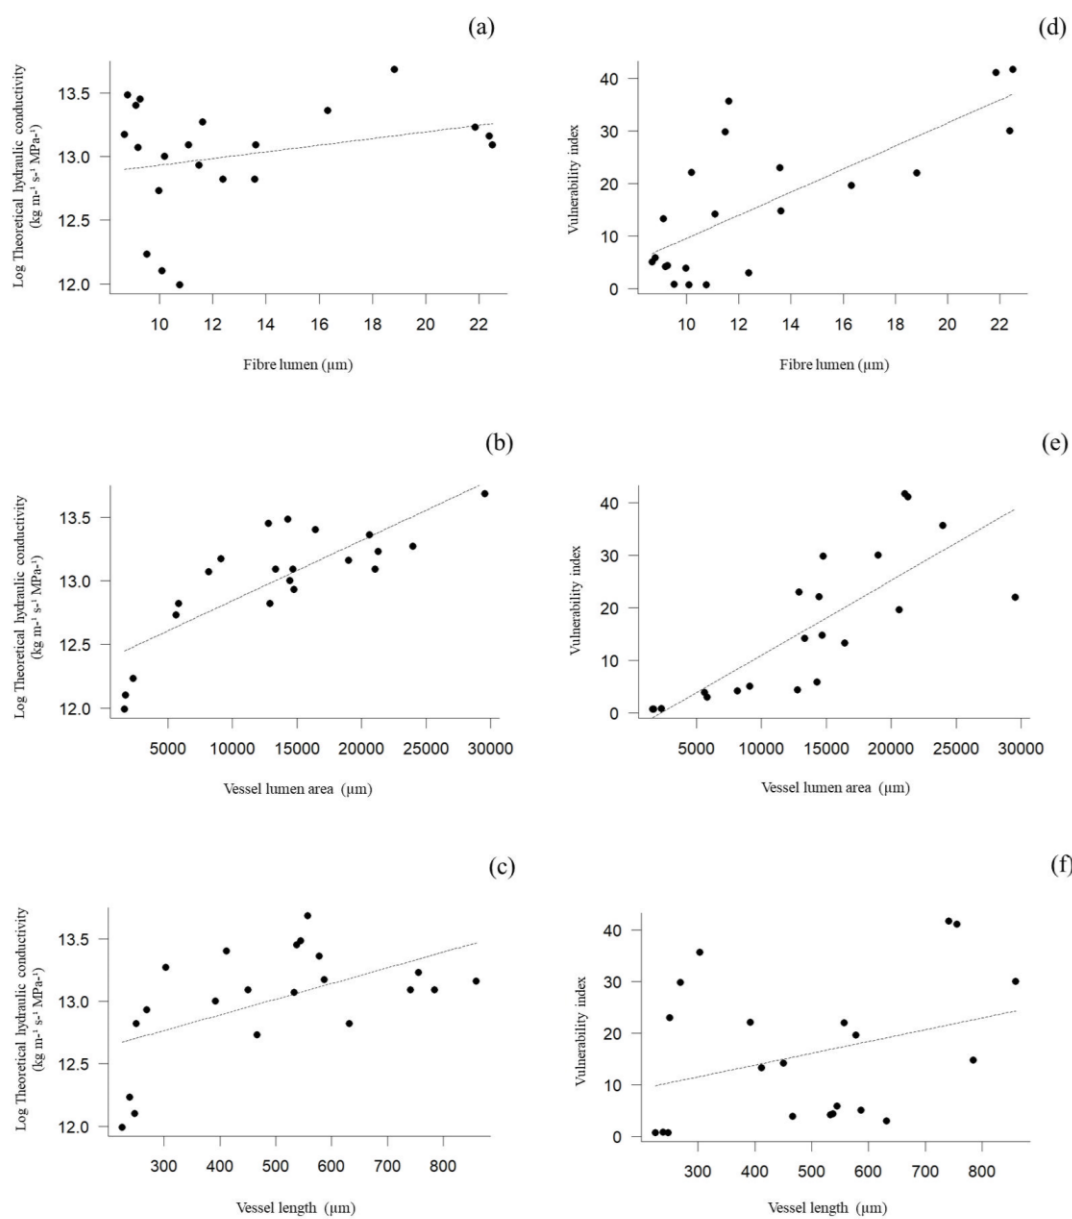 (a)
Log Theoretical hydraulic conductivity
(kg m-¹ s-¹ MPa-¹)
13.5
13.0
12.5
12.0
10 12 14 16 18 20 22
Fibre lumen (µm)
(d)
Vulnerability index
40
30
20
10
0
10 12 14 16 18 20 22
Fibre lumen (µm)
(b)
Log Theoretical hydraulic conductivity
(kg m-¹ s-¹ MPa-¹)
13.5
13.0
12.5
12.0
5000 10000 15000 20000 25000 30000
Vessel lumen area (µm)
(e)
Vulnerability index
40
30
20
10
0
5000 10000 15000 20000 25000 30000
Vessel lumen area (µm)
(c)
Log Theoretical hydraulic conductivity
(kg m-¹ s-¹ MPa-¹)
13.5
13.0
12.5
12.0
300 400 500 600 700 800
Vessel length (µm)
(f)
Vulnerability index
40
30
20
10
0
300 400 500 600 700 800
Vessel length (µm)